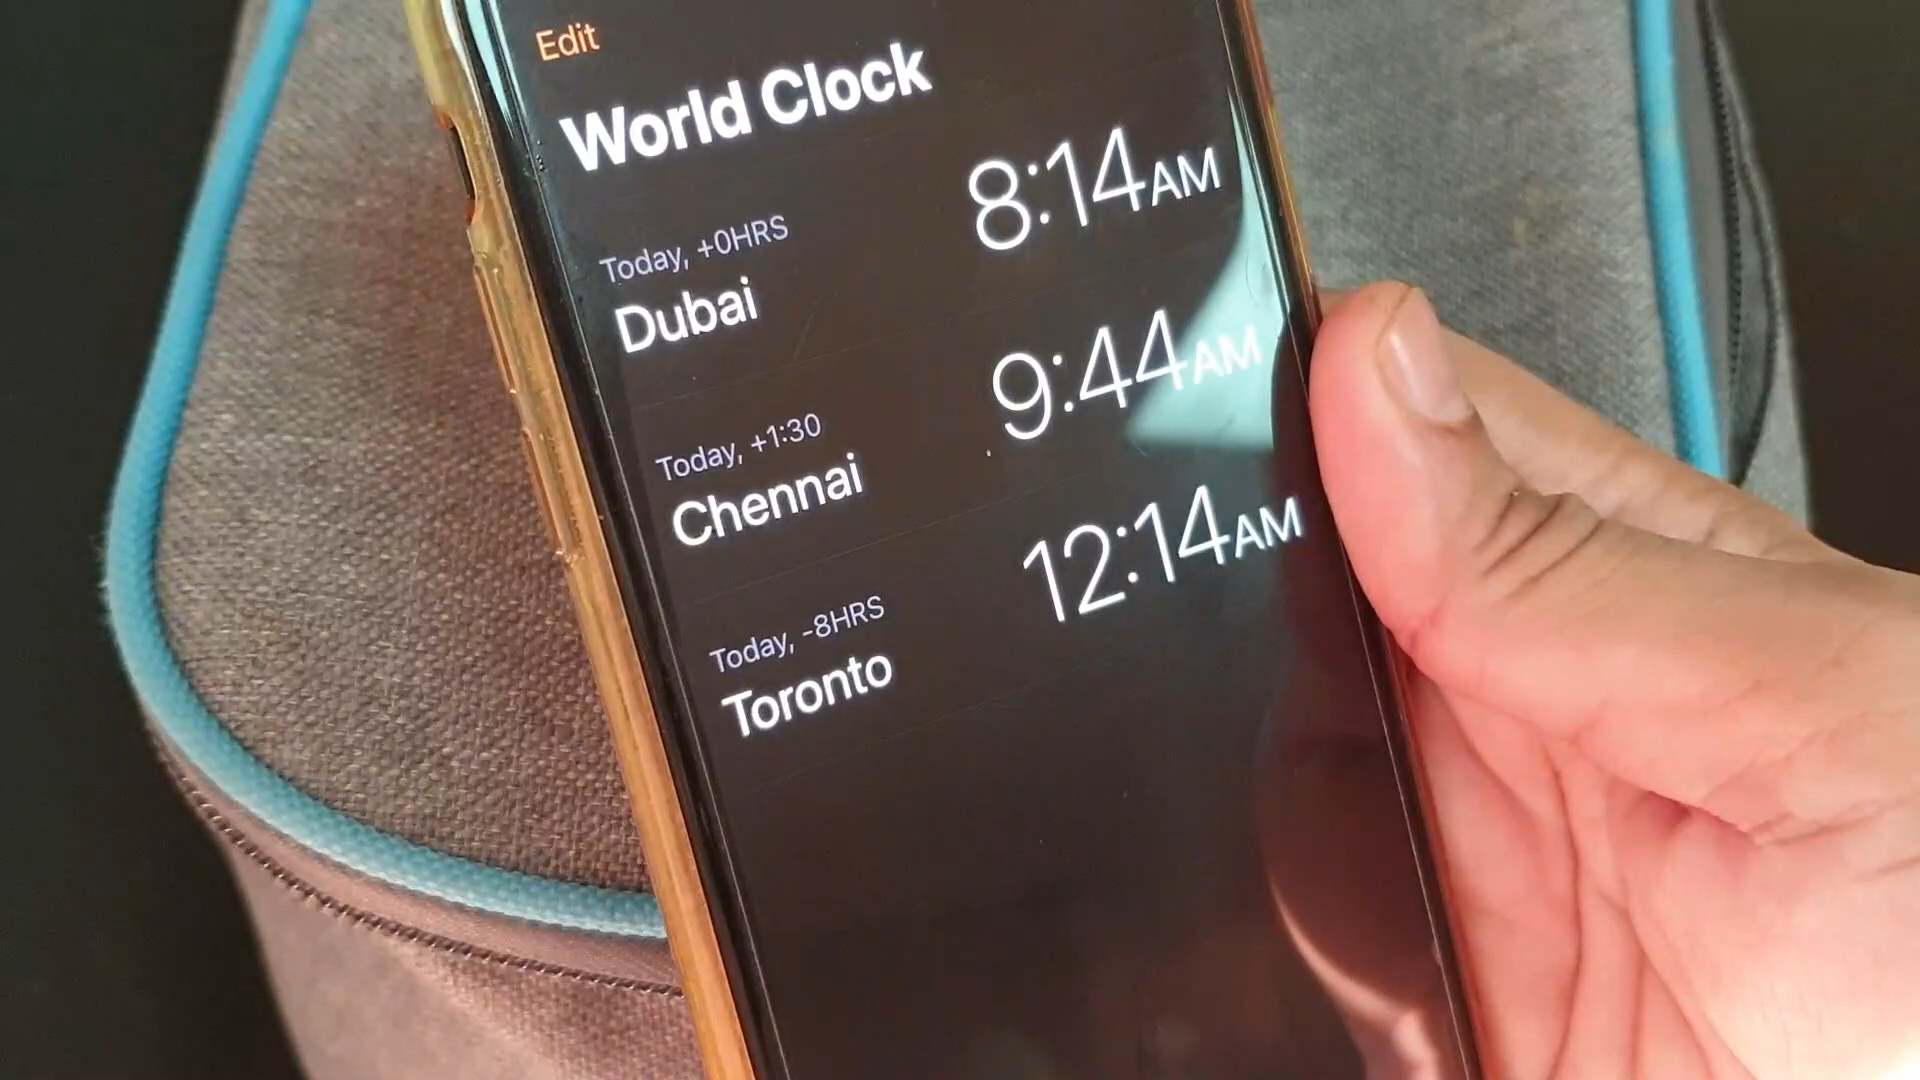 Edit
World Clock
Today, +0HRS
Dubai
8:14AM
Today, +1:30
Chennai
9:44AM
Today, -8HRS
Toronto
12:14AM